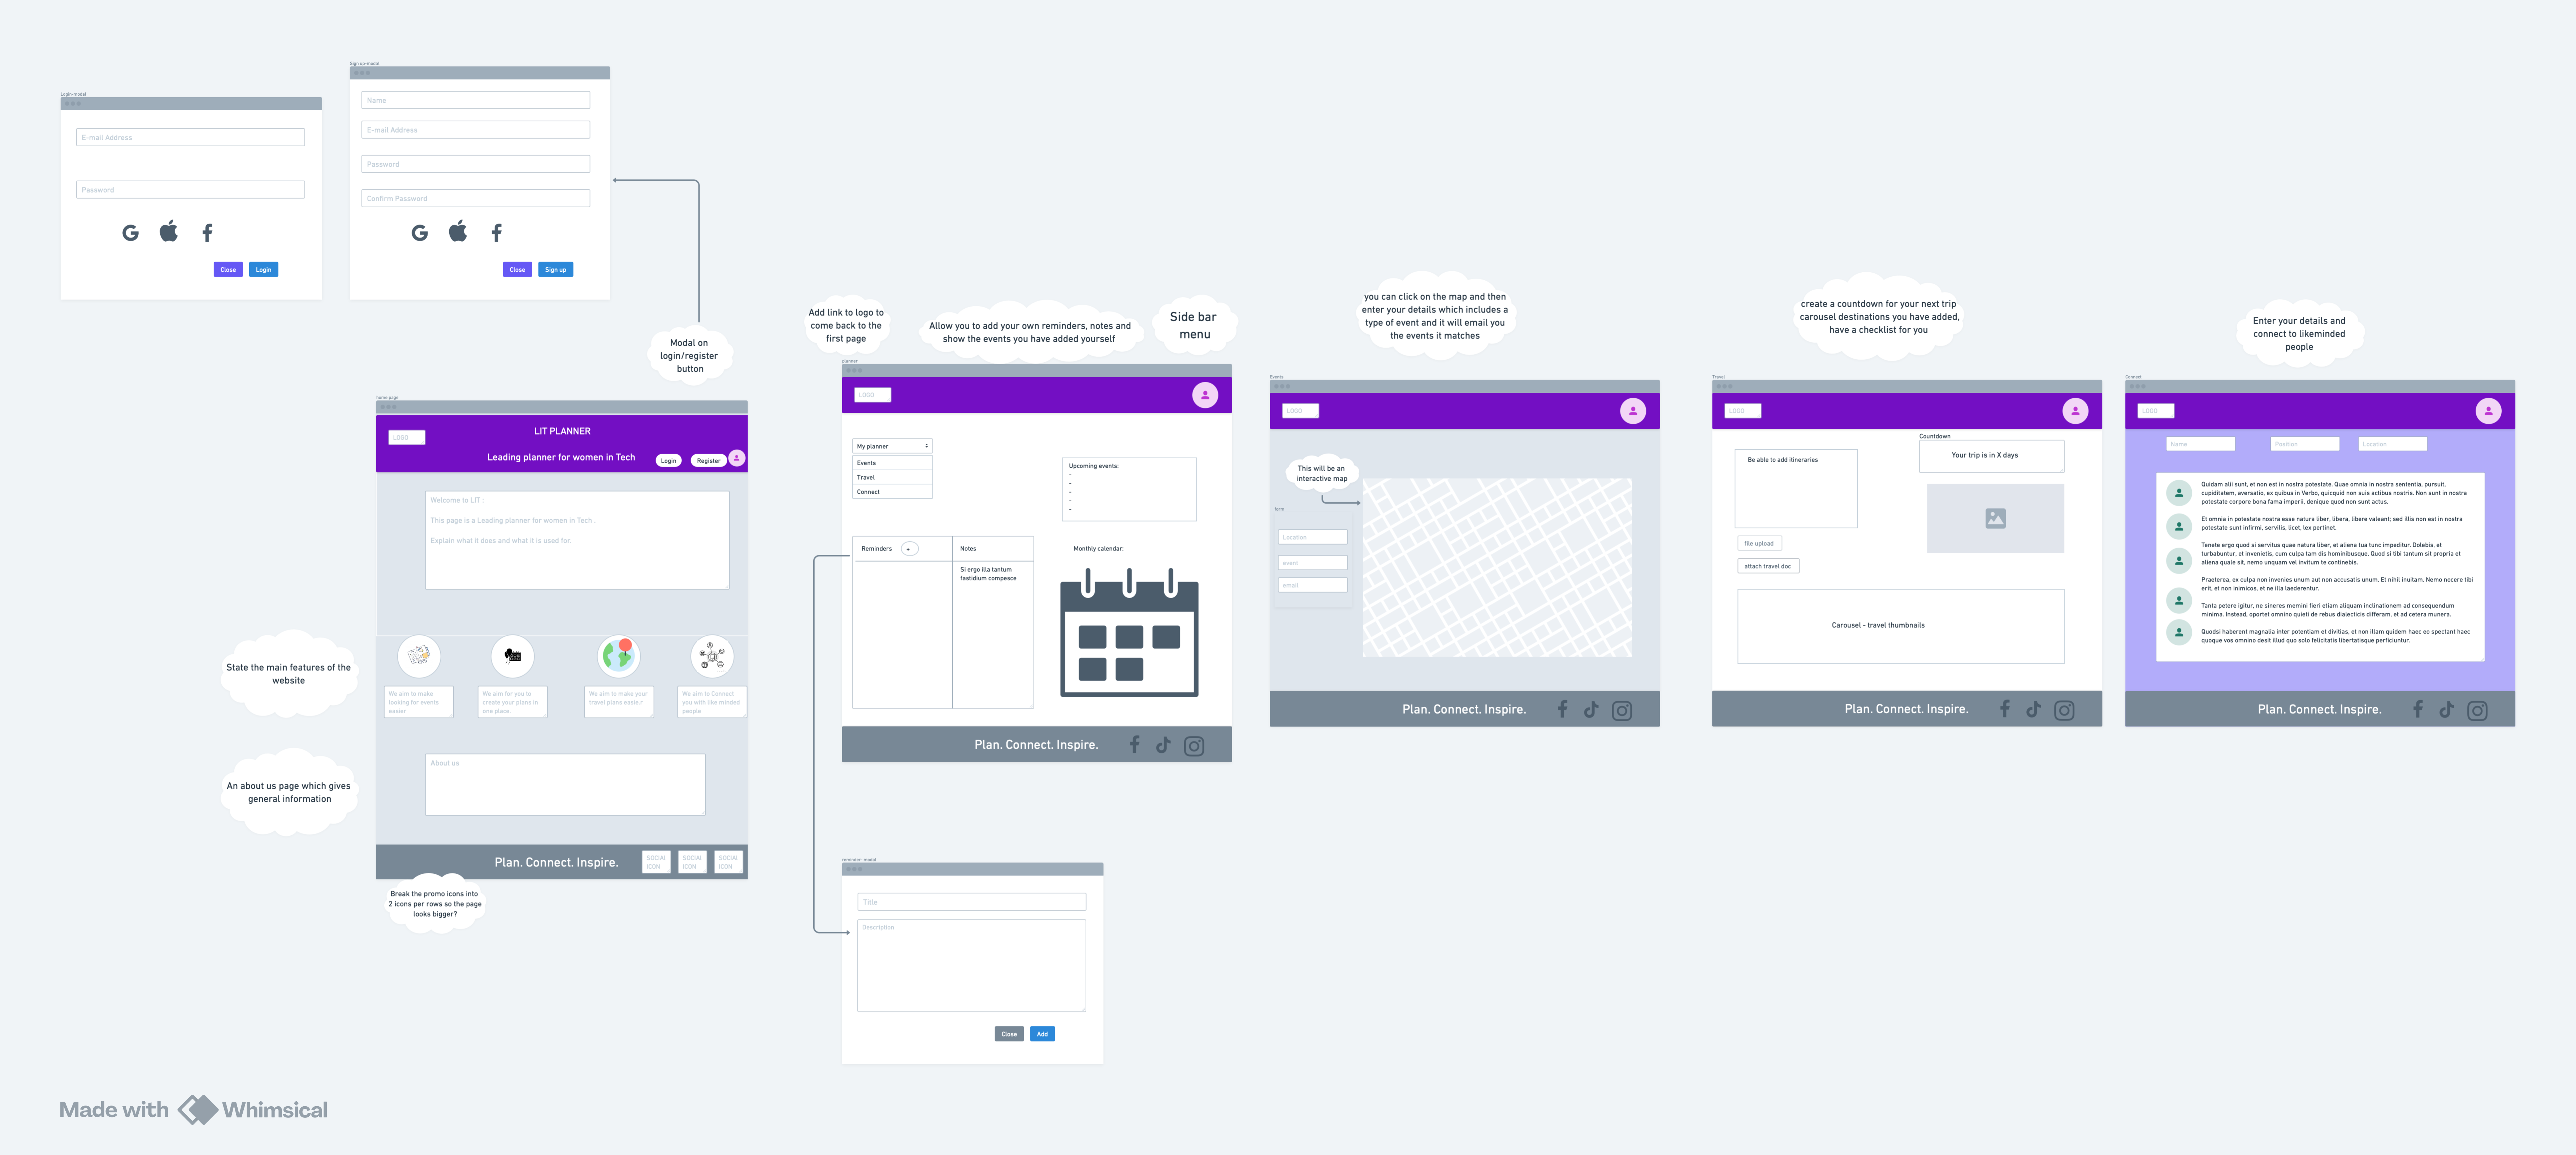 Login-modal
E-mail Address
Password
Close
Login
Sign up-modal
Name
E-mail Address
Password
Confirm Password
Close
Sign up
Modal on
login/register
button
home page
LOGO
LIT PLANNER
Leading planner for women in Tech
Login
Register
Welcome to LIT :
This page is a Leading planner for women in Tech .
Explain what it does and what it is used for.
State the main features of the
website
We aim to make
looking for events
easier
We aim for you to
create your plans in
one place.
We aim to make your
travel plans easie.r
We aim to Connect
you with like minded
people
An about us page which gives
general information
About us
Plan. Connect. Inspire.
SOCIAl
ICON
SOCIAl
ICON
SOCIAl
ICON
Break the promo icons into
2 icons per rows so the page
looks bigger?
Add link to logo to
come back to the
first page
Allow you to add your own reminders, notes and
show the events you have added yourself
Side bar
menu
planner
LOGO
My planner
Events
Travel
Connect
Upcoming events:
-
-
-
-
-
Reminders
Notes
Si ergo illa tantum
fastidium compesce
Monthly calendar:
Plan. Connect. Inspire.
reminder- modal
Title
Description
Close
Add
you can click on the map and then
enter your details which includes a
type of event and it will email you
the events it matches
Events
LOGO
This will be an
interactive map
form
Location
event
email
Plan. Connect. Inspire.
create a countdown for your next trip
carousel destinations you have added,
have a checklist for you
Travel
LOGO
Be able to add itineraries
Countdown
Your trip is in X days
file upload
attach travel doc
Carousel - travel thumbnails
Plan. Connect. Inspire.
Enter your details and
connect to likeminded
people
Connect
LOGO
Name
Position
Location
Quidam alii sunt, et non est in nostra potestate. Quae omnia in nostra sententia, pursuit,
cupiditatem, aversatio, ex quibus in Verbo, quicquid non suis actibus nostris. Non sunt in nostra
potestate corpore bona fama imperii, denique quod non sunt actus.
Et omnia in potestate nostra esse natura liber, libera, libere valeant; sed illis non est in nostra
potestate sunt infirmi, servilis, licet, lex pertinet.
Tenete ergo quod si servitus quae natura liber, et aliena tua tunc impeditur. Dolebis, et
turbabuntur, et invenietis, cum culpa tam dis hominibusque. Quod si tibi tantum sit propria et
aliena quale sit, nemo unquam vel invitum te continebis.
Praeterea, ex culpa non invenies unum aut non accusatis unum. Et nihil inuitam. Nemo nocere tibi
erit, et non inimicos, et ne illa laederentur.
Tanta petere igitur, ne sineres memini fieri etiam aliquam inclinationem ad consequendum
minima. Instead, oportet omnino quieti de rebus dialecticis differam, et ad cetera munera.
Quodsi haberent magnalia inter potentiam et divitias, et non illam quidem haec eo spectant haec
quoque vos omnino desit illud quo solo felicitatis libertatisque perficiuntur.
Plan. Connect. Inspire.
Made with Whimsical